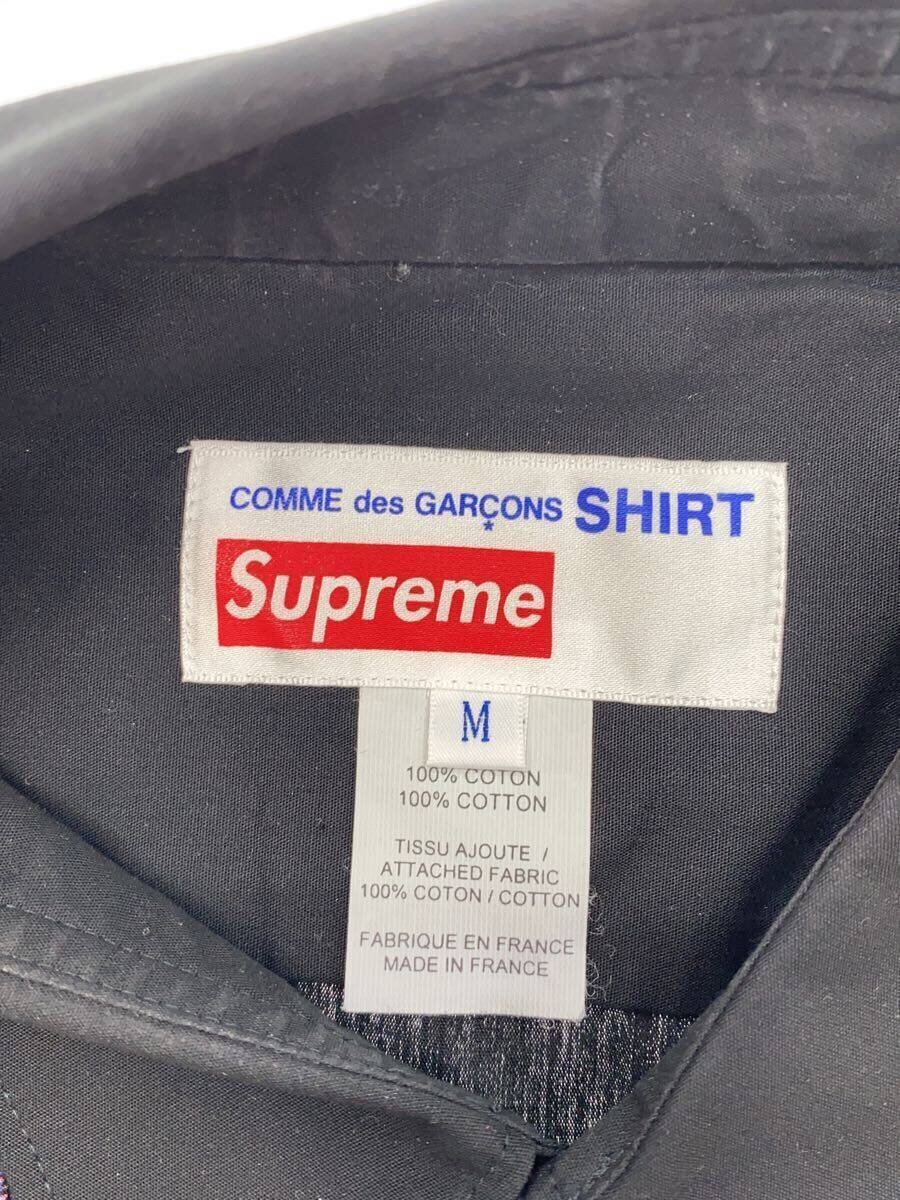 COMME des GARÇONS SHIRT
*
Supreme
M
100% COTON
100% COTTON
TISSU AJOUTE /
ATTACHED FABRIC
100% COTON / COTTON
FABRIQUE EN FRANCE
MADE IN FRANCE